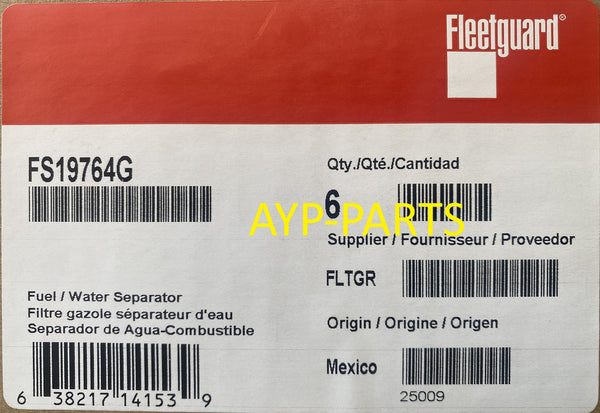 Fleetguard®
FS19764G
Qty./Qté./Cantidad
6
AYP-PARTS
Supplier / Fournisseur / Proveedor
FLTGR
Fuel / Water Separator
Filtre gazole séparateur d'eau
Separador de Agua-Combustible
Origin / Origine / Origen
Mexico
25009
6 38217 14153 9